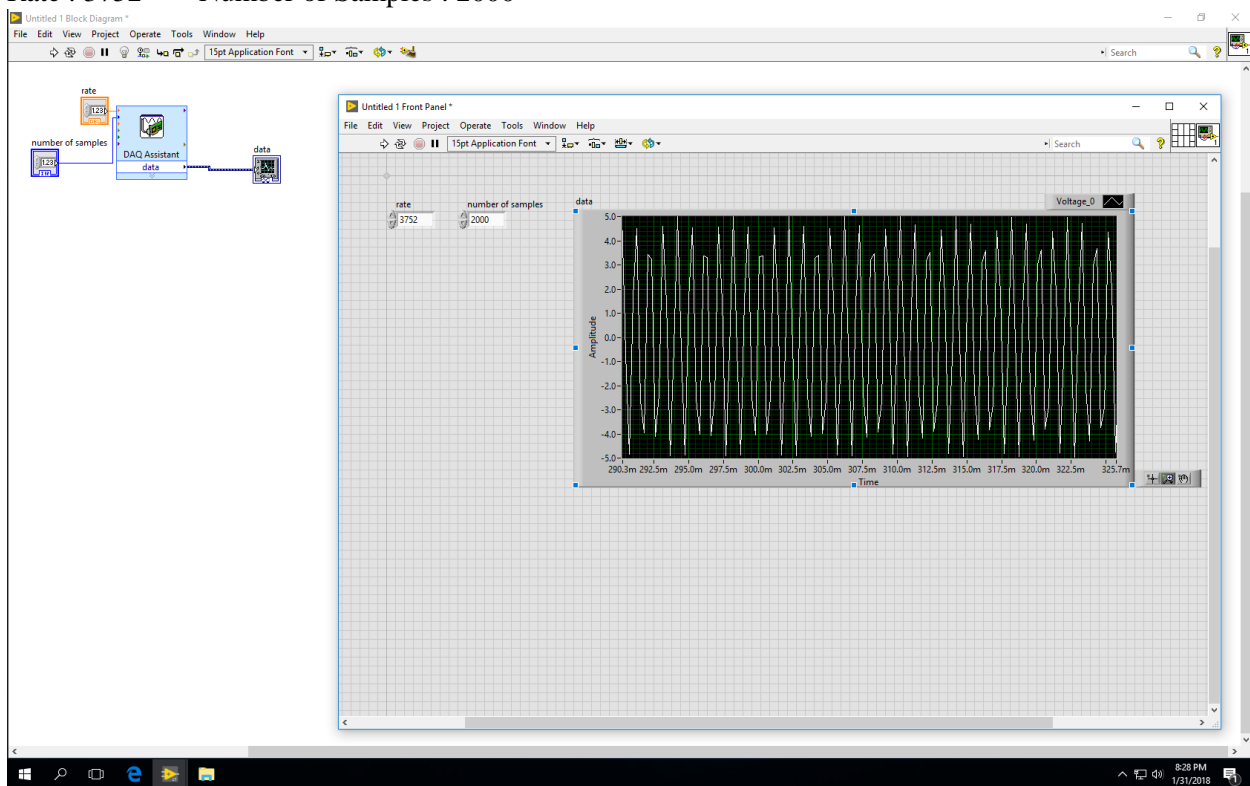 Rate : 3752 Number of Samples : 2000
Untitled 1 Block Diagram *
File Edit View Project Operate Tools Window Help
15pt Application Font
Search
rate
1.23
number of samples
1.23
DAQ Assistant
data
data
Untitled 1 Front Panel *
File Edit View Project Operate Tools Window Help
15pt Application Font
Search
rate
3752
number of samples
2000
data
Voltage_0
5.0
4.0
3.0
2.0
1.0
0.0
-1.0
-2.0
-3.0
-4.0
-5.0
Amplitude
290.3m 292.5m 295.0m 297.5m 300.0m 302.5m 305.0m 307.5m 310.0m 312.5m 315.0m 317.5m 320.0m 322.5m 325.7m
Time
8:28 PM
1/31/2018